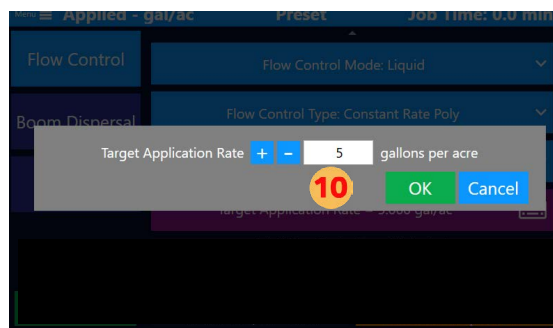 Menu ≡ Applied - gal/ac Preset Job Time: 0.0 min
Flow Control
Flow Control Mode: Liquid
Boom Dispersal
Flow Control Type: Constant Rate Poly
Target Application Rate + − 5 gallons per acre
10
OK Cancel
Target Application Rate = 5.000 gal/ac